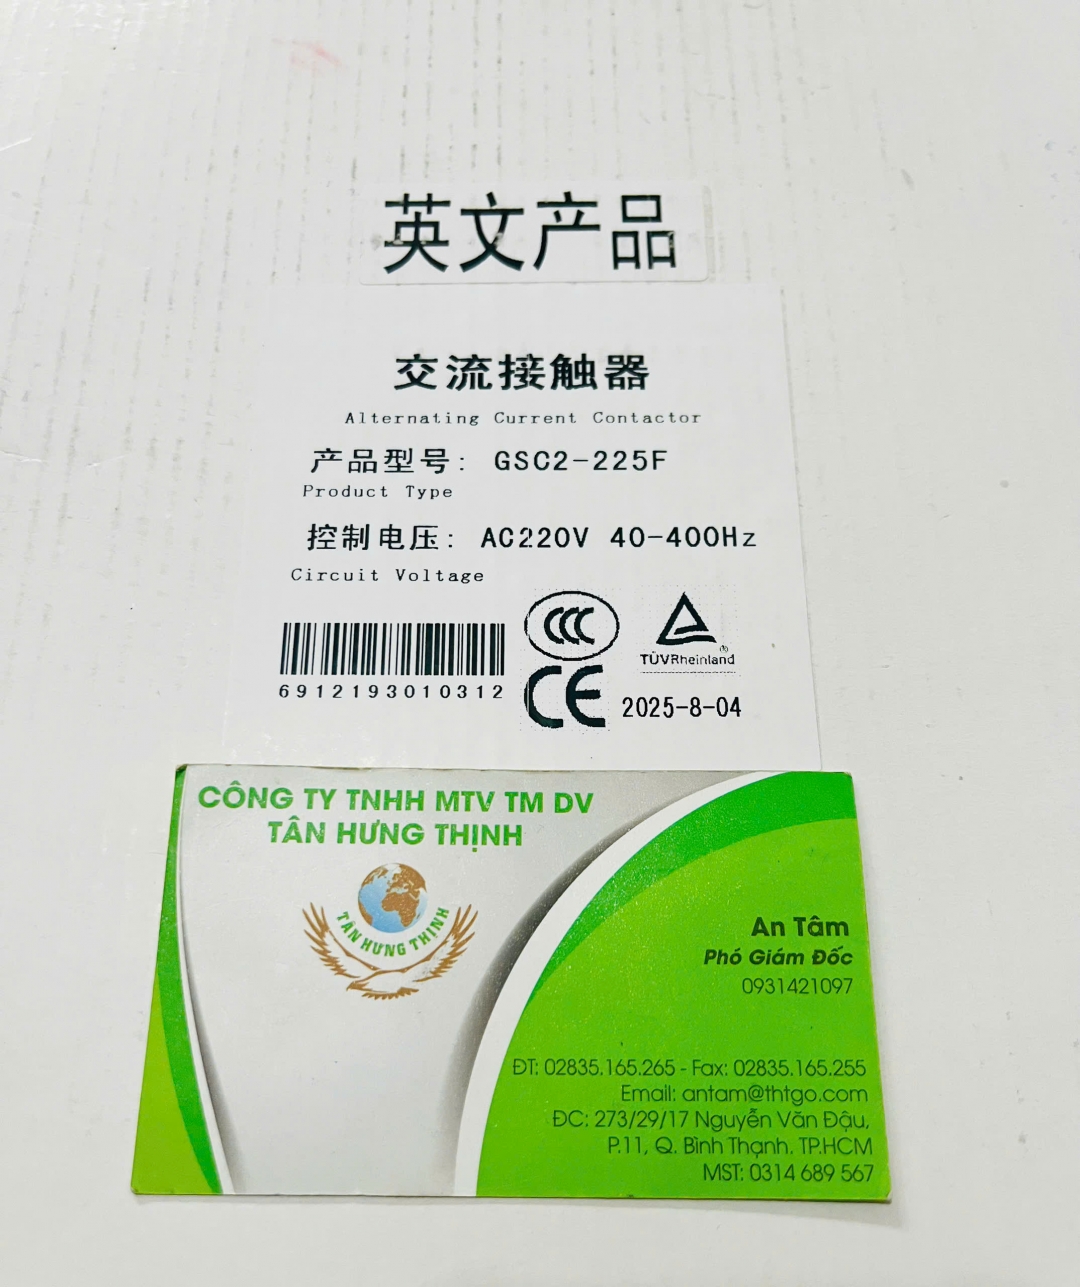 英文产品
交流接触器
Alternating Current Contactor
产品型号: GSC2-225F
Product Type
控制电压: AC220V 40-400Hz
Circuit Voltage
CCC
TÜVRheinland®
6912193010312
CE
2025-8-04
CÔNG TY TNHH MTV TM DV
TÂN HƯNG THỊNH
TÂN HƯNG THỊNH
An Tâm
Phó Giám Đốc
0931421097
ĐT: 02835.165.265 - Fax: 02835.165.255
Email: antam@thtgo.com
ĐC: 273/29/17 Nguyễn Văn Đậu,
P.11, Q. Bình Thạnh. TP.HCM
MST: 0314 689 567